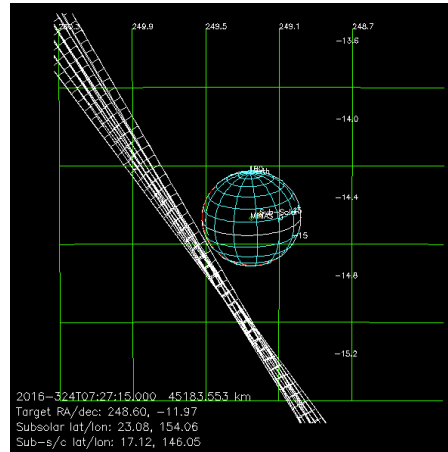 249.9
249.5
249.1
248.7
-13.6
-14.0
-14.4
-15
-14.8
-15.2
2016-324T07:27:15.000 45183.553 km
Target RA/dec: 248.60, -11.97
Subsolar lat/lon: 23.08, 154.06
Sub-s/c lat/lon: 17.12, 146.05